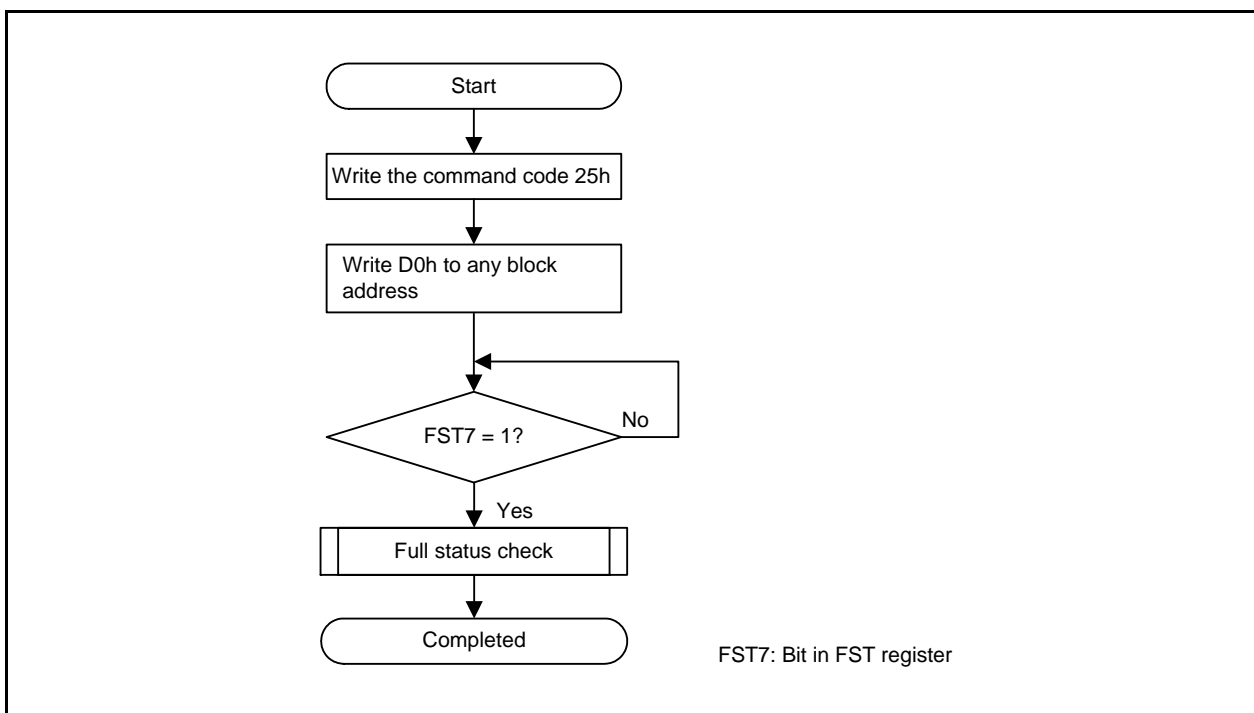 Start
Write the command code 25h
Write D0h to any block
address
FST7 = 1?
No
Yes
Full status check
Completed
FST7: Bit in FST register